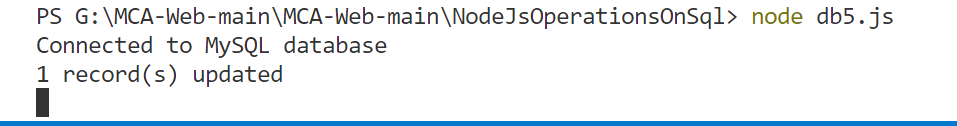 PS G:\MCA-Web-main\MCA-Web-main\NodeJsOperationsOnSql> node db5.js
Connected to MySQL database
1 record(s) updated